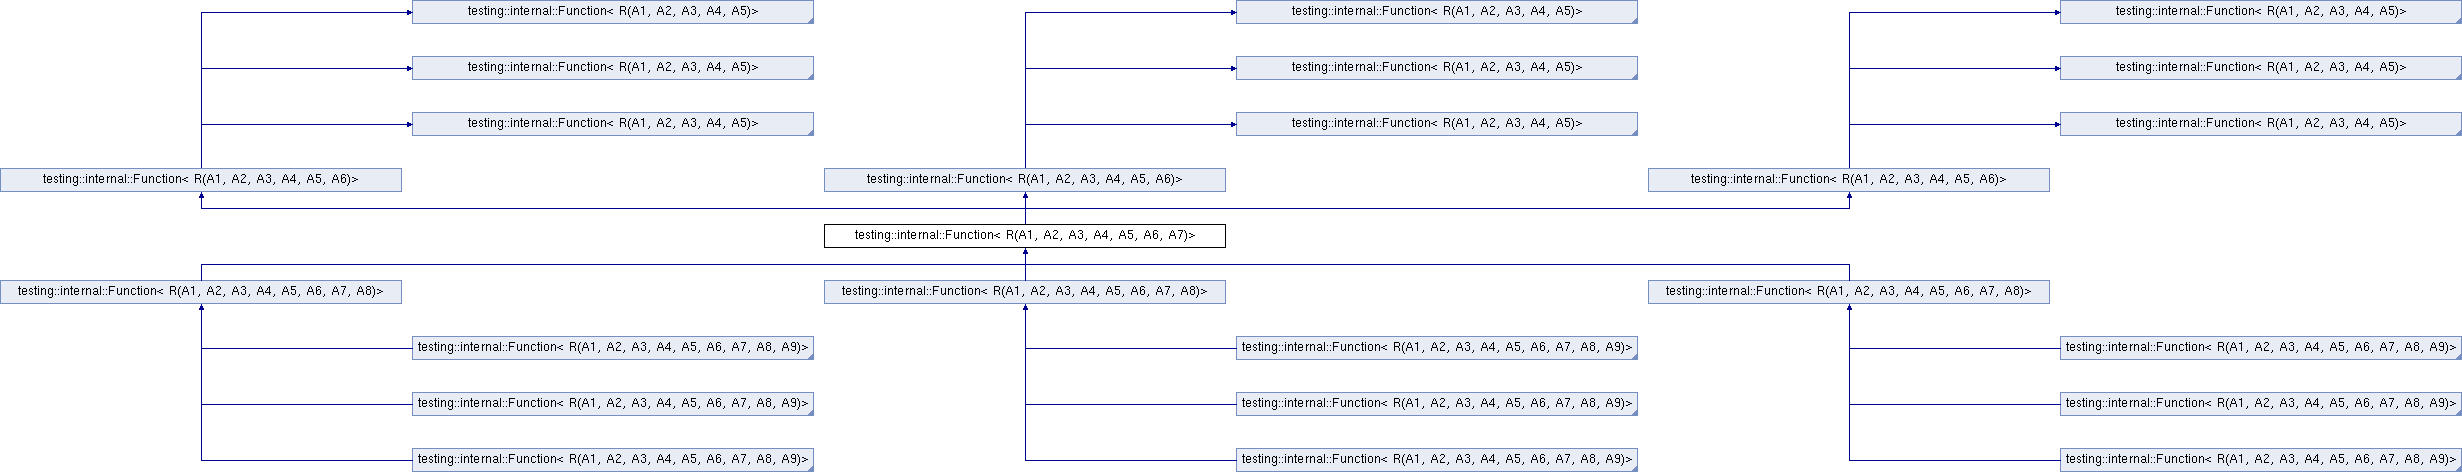 testing::internal::Function< R(A1, A2, A3, A4, A5)>
testing::internal::Function< R(A1, A2, A3, A4, A5)>
testing::internal::Function< R(A1, A2, A3, A4, A5)>
testing::internal::Function< R(A1, A2, A3, A4, A5)>
testing::internal::Function< R(A1, A2, A3, A4, A5)>
testing::internal::Function< R(A1, A2, A3, A4, A5)>
testing::internal::Function< R(A1, A2, A3, A4, A5)>
testing::internal::Function< R(A1, A2, A3, A4, A5)>
testing::internal::Function< R(A1, A2, A3, A4, A5)>
testing::internal::Function< R(A1, A2, A3, A4, A5, A6)>
testing::internal::Function< R(A1, A2, A3, A4, A5, A6)>
testing::internal::Function< R(A1, A2, A3, A4, A5, A6)>
testing::internal::Function< R(A1, A2, A3, A4, A5, A6, A7)>
testing::internal::Function< R(A1, A2, A3, A4, A5, A6, A7, A8)>
testing::internal::Function< R(A1, A2, A3, A4, A5, A6, A7, A8)>
testing::internal::Function< R(A1, A2, A3, A4, A5, A6, A7, A8)>
testing::internal::Function< R(A1, A2, A3, A4, A5, A6, A7, A8, A9)>
testing::internal::Function< R(A1, A2, A3, A4, A5, A6, A7, A8, A9)>
testing::internal::Function< R(A1, A2, A3, A4, A5, A6, A7, A8, A9)>
testing::internal::Function< R(A1, A2, A3, A4, A5, A6, A7, A8, A9)>
testing::internal::Function< R(A1, A2, A3, A4, A5, A6, A7, A8, A9)>
testing::internal::Function< R(A1, A2, A3, A4, A5, A6, A7, A8, A9)>
testing::internal::Function< R(A1, A2, A3, A4, A5, A6, A7, A8, A9)>
testing::internal::Function< R(A1, A2, A3, A4, A5, A6, A7, A8, A9)>
testing::internal::Function< R(A1, A2, A3, A4, A5, A6, A7, A8, A9)>